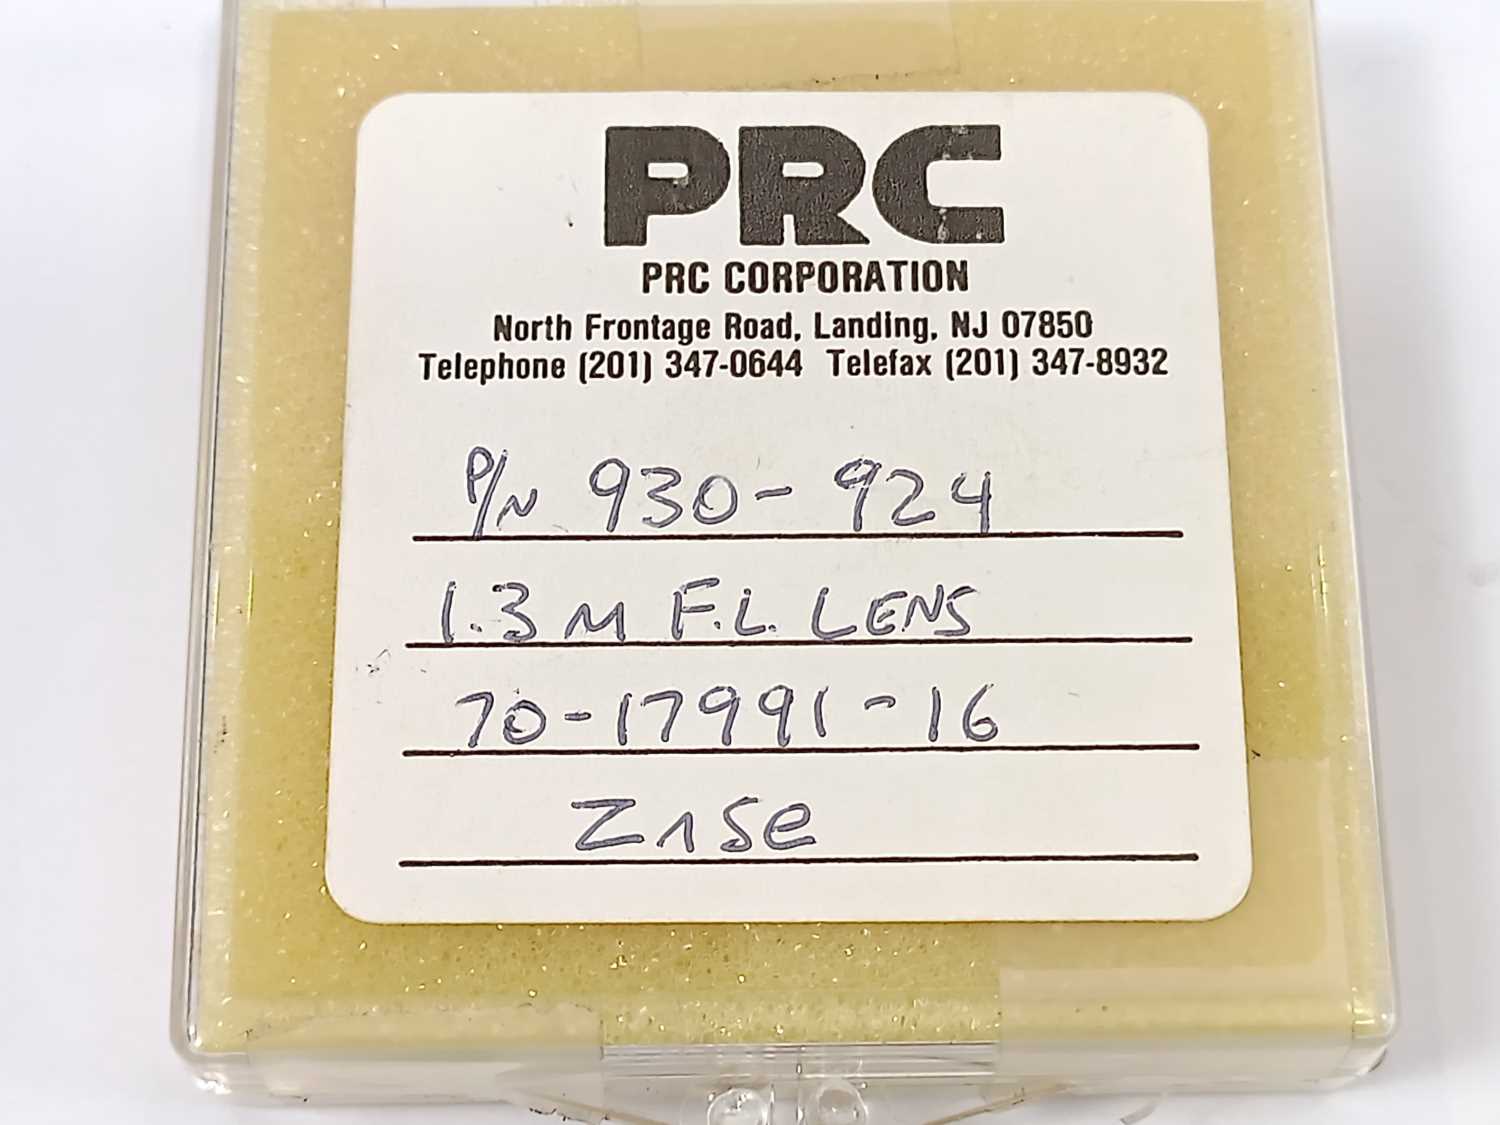 PRC
PRC CORPORATION
North Frontage Road, Landing, NJ 07850
Telephone (201) 347-0644 Telefax (201) 347-8932
P/N 930-924
1.3 M F.L. LENS
70-17991-16
ZnSe